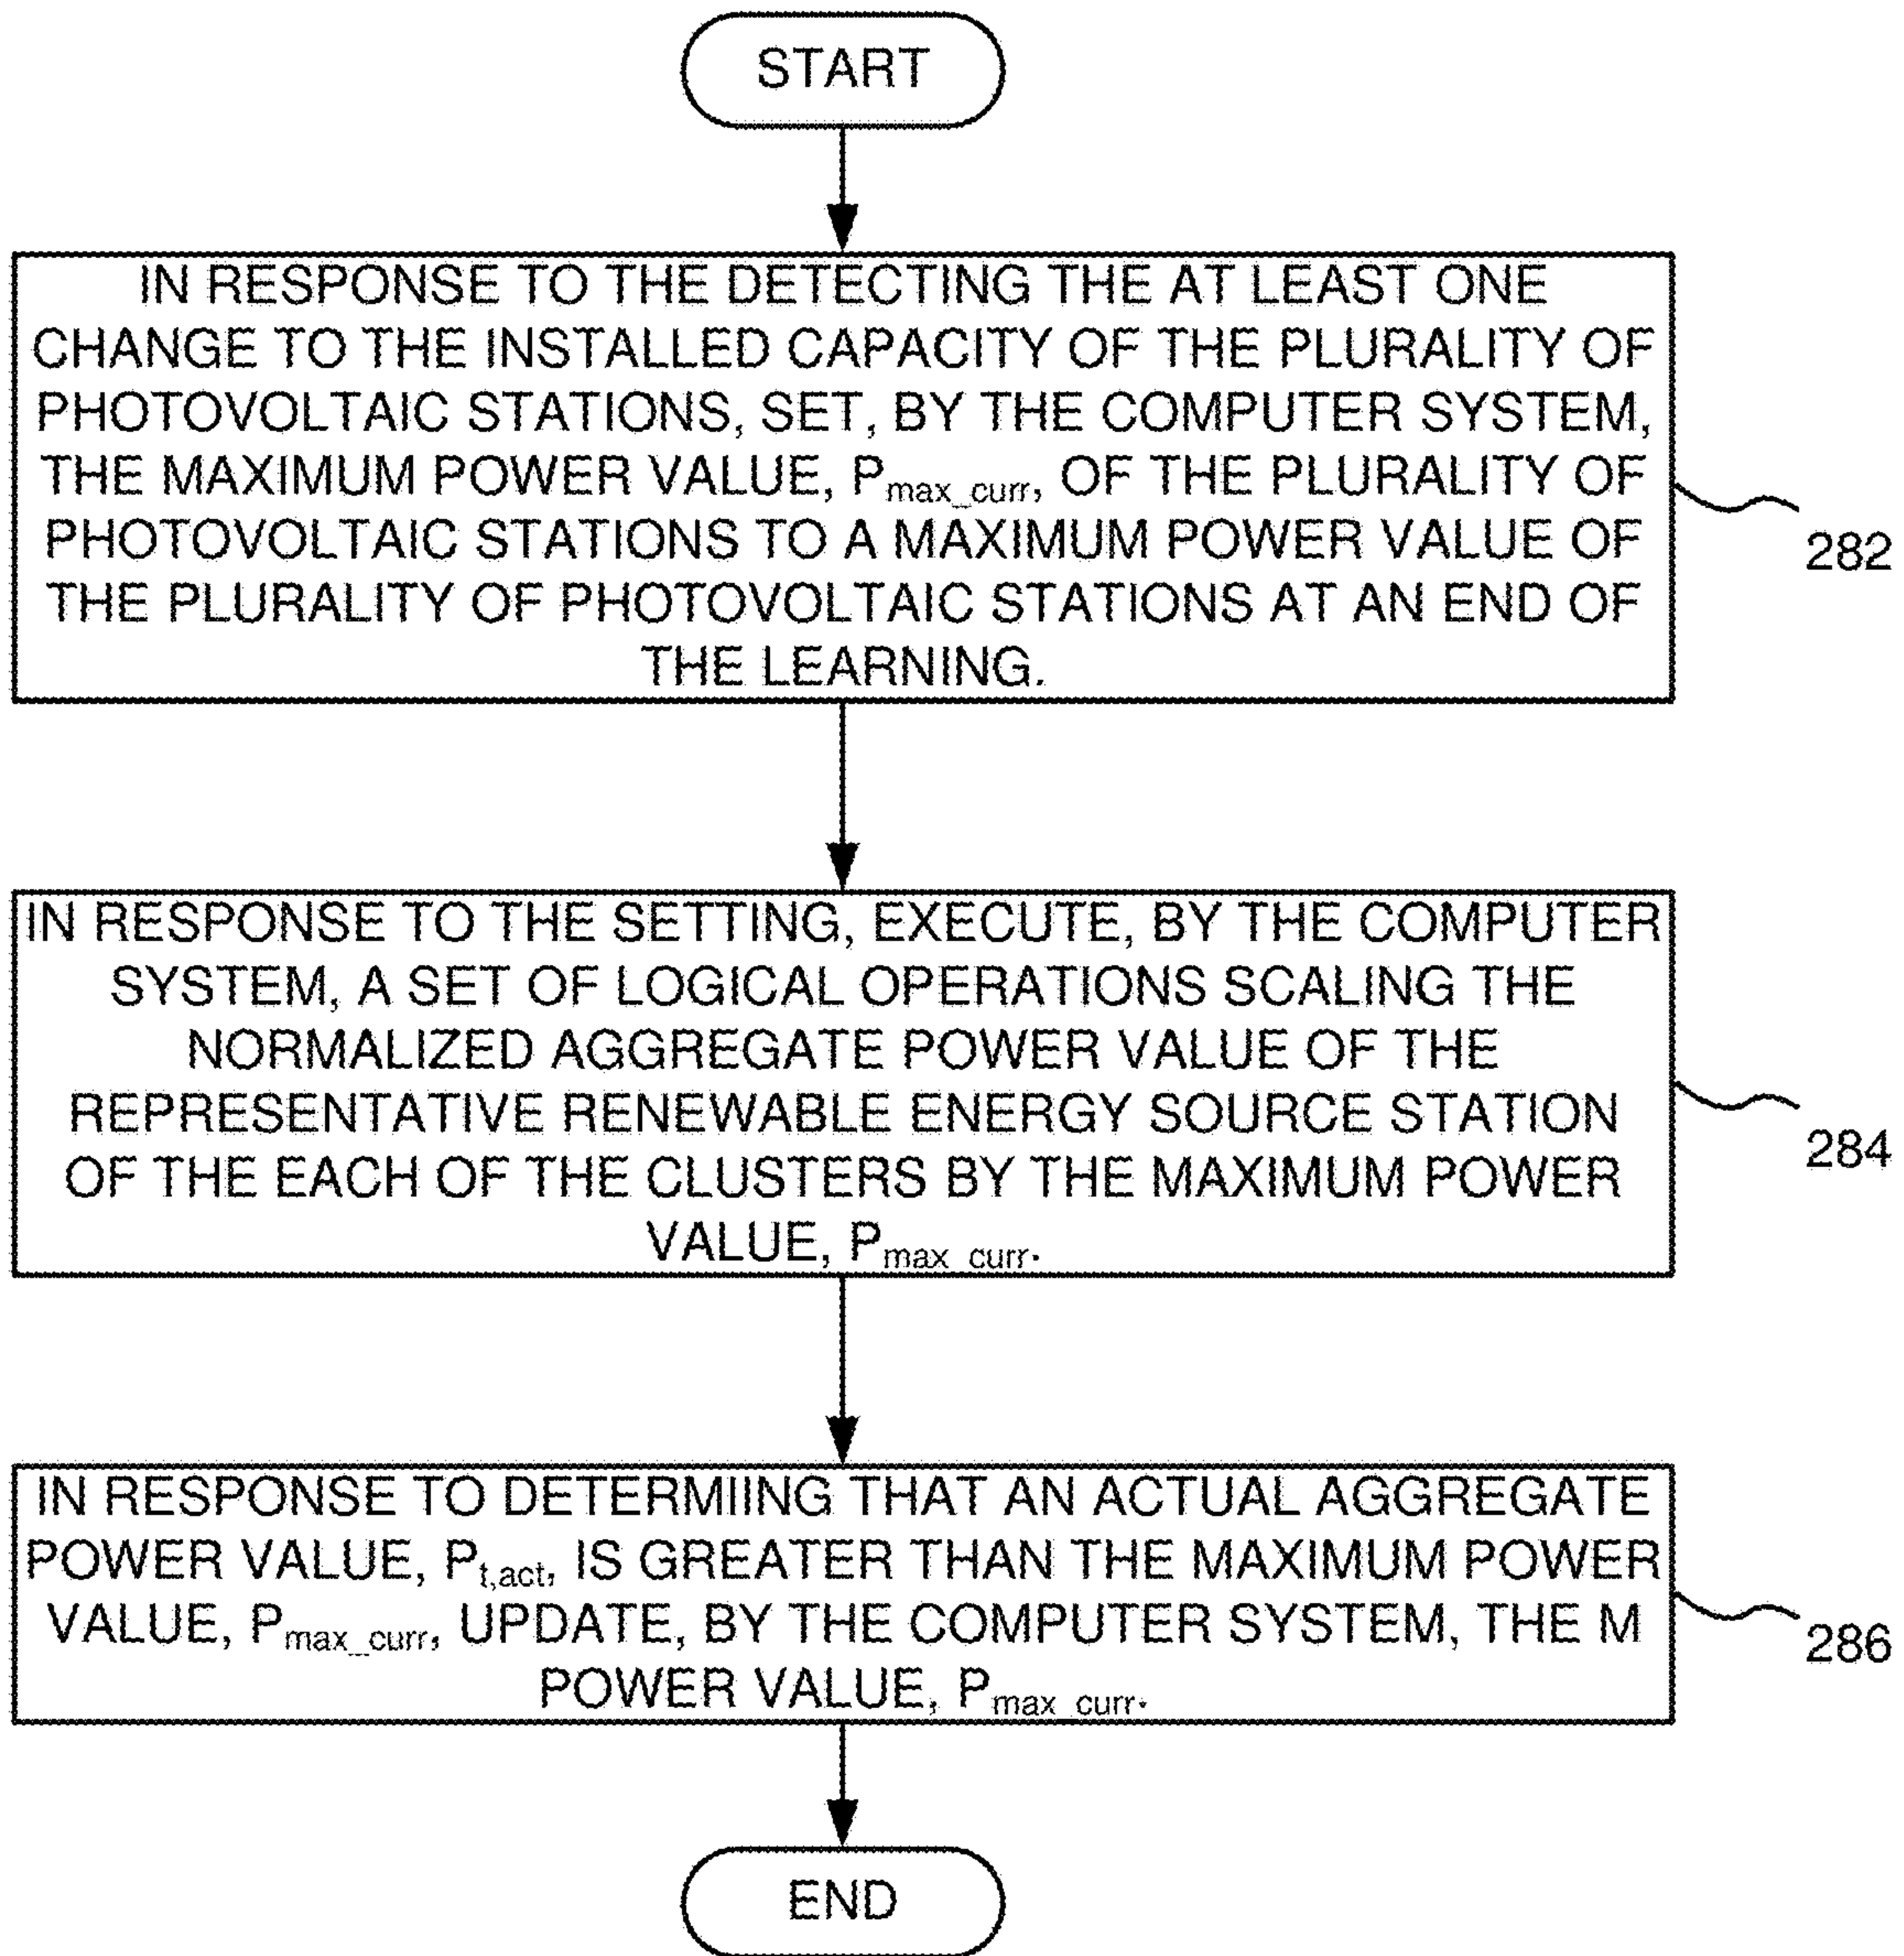 START
IN RESPONSE TO THE DETECTING THE AT LEAST ONE
CHANGE TO THE INSTALLED CAPACITY OF THE PLURALITY OF
PHOTOVOLTAIC STATIONS, SET, BY THE COMPUTER SYSTEM,
THE MAXIMUM POWER VALUE, Pmax_curr, OF THE PLURALITY OF
PHOTOVOLTAIC STATIONS TO A MAXIMUM POWER VALUE OF
THE PLURALITY OF PHOTOVOLTAIC STATIONS AT AN END OF
THE LEARNING.
282
IN RESPONSE TO THE SETTING, EXECUTE, BY THE COMPUTER
SYSTEM, A SET OF LOGICAL OPERATIONS SCALING THE
NORMALIZED AGGREGATE POWER VALUE OF THE
REPRESENTATIVE RENEWABLE ENERGY SOURCE STATION
OF THE EACH OF THE CLUSTERS BY THE MAXIMUM POWER
VALUE, Pmax_curr.
284
IN RESPONSE TO DETERMIING THAT AN ACTUAL AGGREGATE
POWER VALUE, Pt,act, IS GREATER THAN THE MAXIMUM POWER
VALUE, Pmax_curr, UPDATE, BY THE COMPUTER SYSTEM, THE M
POWER VALUE, Pmax_curr.
286
END